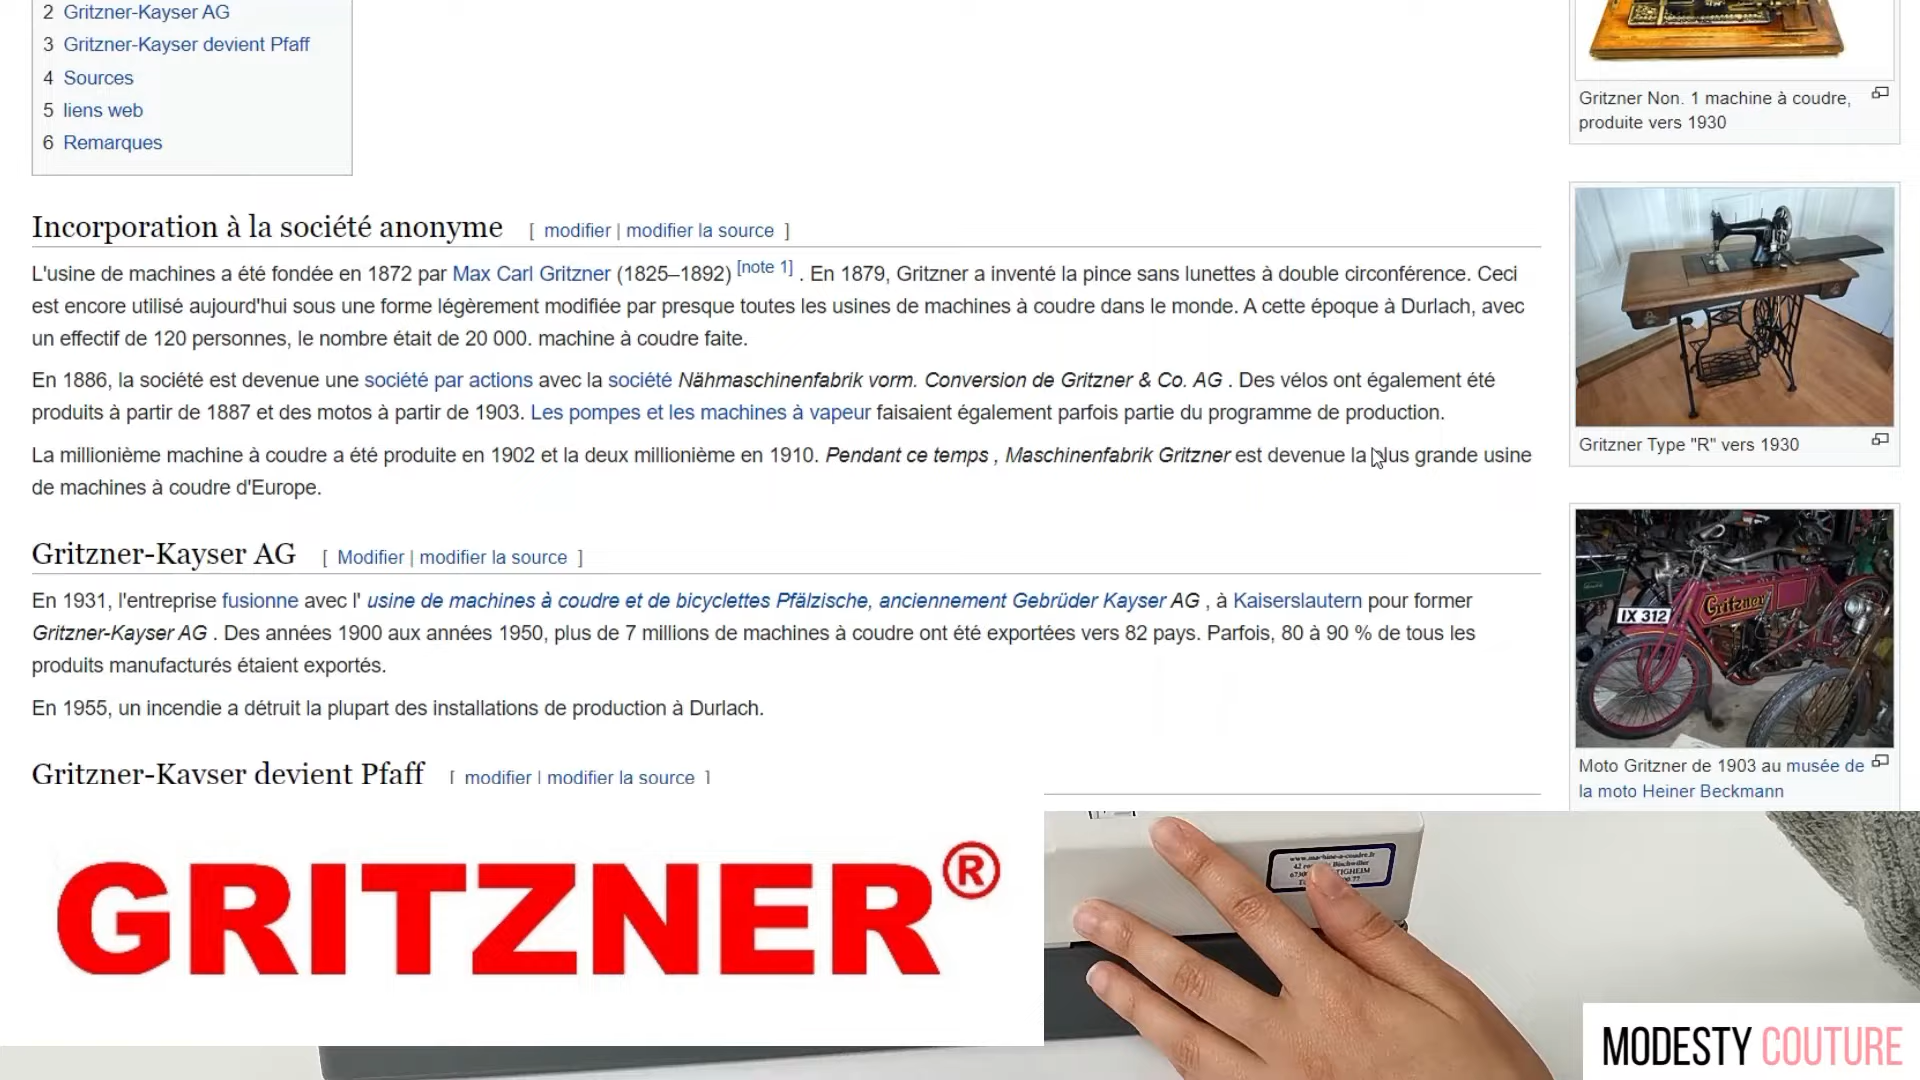 2 Gritzner-Kayser AG
3 Gritzner-Kayser devient Pfaff
4 Sources
5 liens web
6 Remarques
Gritzner Non. 1 machine à coudre,
produite vers 1930
Incorporation à la société anonyme [ modifier | modifier la source ]
L'usine de machines a été fondée en 1872 par Max Carl Gritzner (1825–1892) [note 1] . En 1879, Gritzner a inventé la pince sans lunettes à double circonférence. Ceci
est encore utilisé aujourd'hui sous une forme légèrement modifiée par presque toutes les usines de machines à coudre dans le monde. A cette époque à Durlach, avec
un effectif de 120 personnes, le nombre était de 20 000. machine à coudre faite.
En 1886, la société est devenue une société par actions avec la société Nähmaschinenfabrik vorm. Conversion de Gritzner & Co. AG . Des vélos ont également été
produits à partir de 1887 et des motos à partir de 1903. Les pompes et les machines à vapeur faisaient également parfois partie du programme de production.
La millionième machine à coudre a été produite en 1902 et la deux millionième en 1910. Pendant ce temps , Maschinenfabrik Gritzner est devenue la plus grande usine
de machines à coudre d'Europe.
Gritzner Type "R" vers 1930
Gritzner-Kayser AG [ Modifier | modifier la source ]
En 1931, l'entreprise fusionne avec l' usine de machines à coudre et de bicyclettes Pfälzische, anciennement Gebrüder Kayser AG , à Kaiserslautern pour former
Gritzner-Kayser AG . Des années 1900 aux années 1950, plus de 7 millions de machines à coudre ont été exportées vers 82 pays. Parfois, 80 à 90 % de tous les
produits manufacturés étaient exportés.
En 1955, un incendie a détruit la plupart des installations de production à Durlach.
Gritzner
IX 312
Moto Gritzner de 1903 au musée de
la moto Heiner Beckmann
Gritzner-Kayser devient Pfaff [ modifier | modifier la source ]
GRITZNER®
www.machine-a-coudre.fr
42 Bischwiller
MODESTY COUTURE